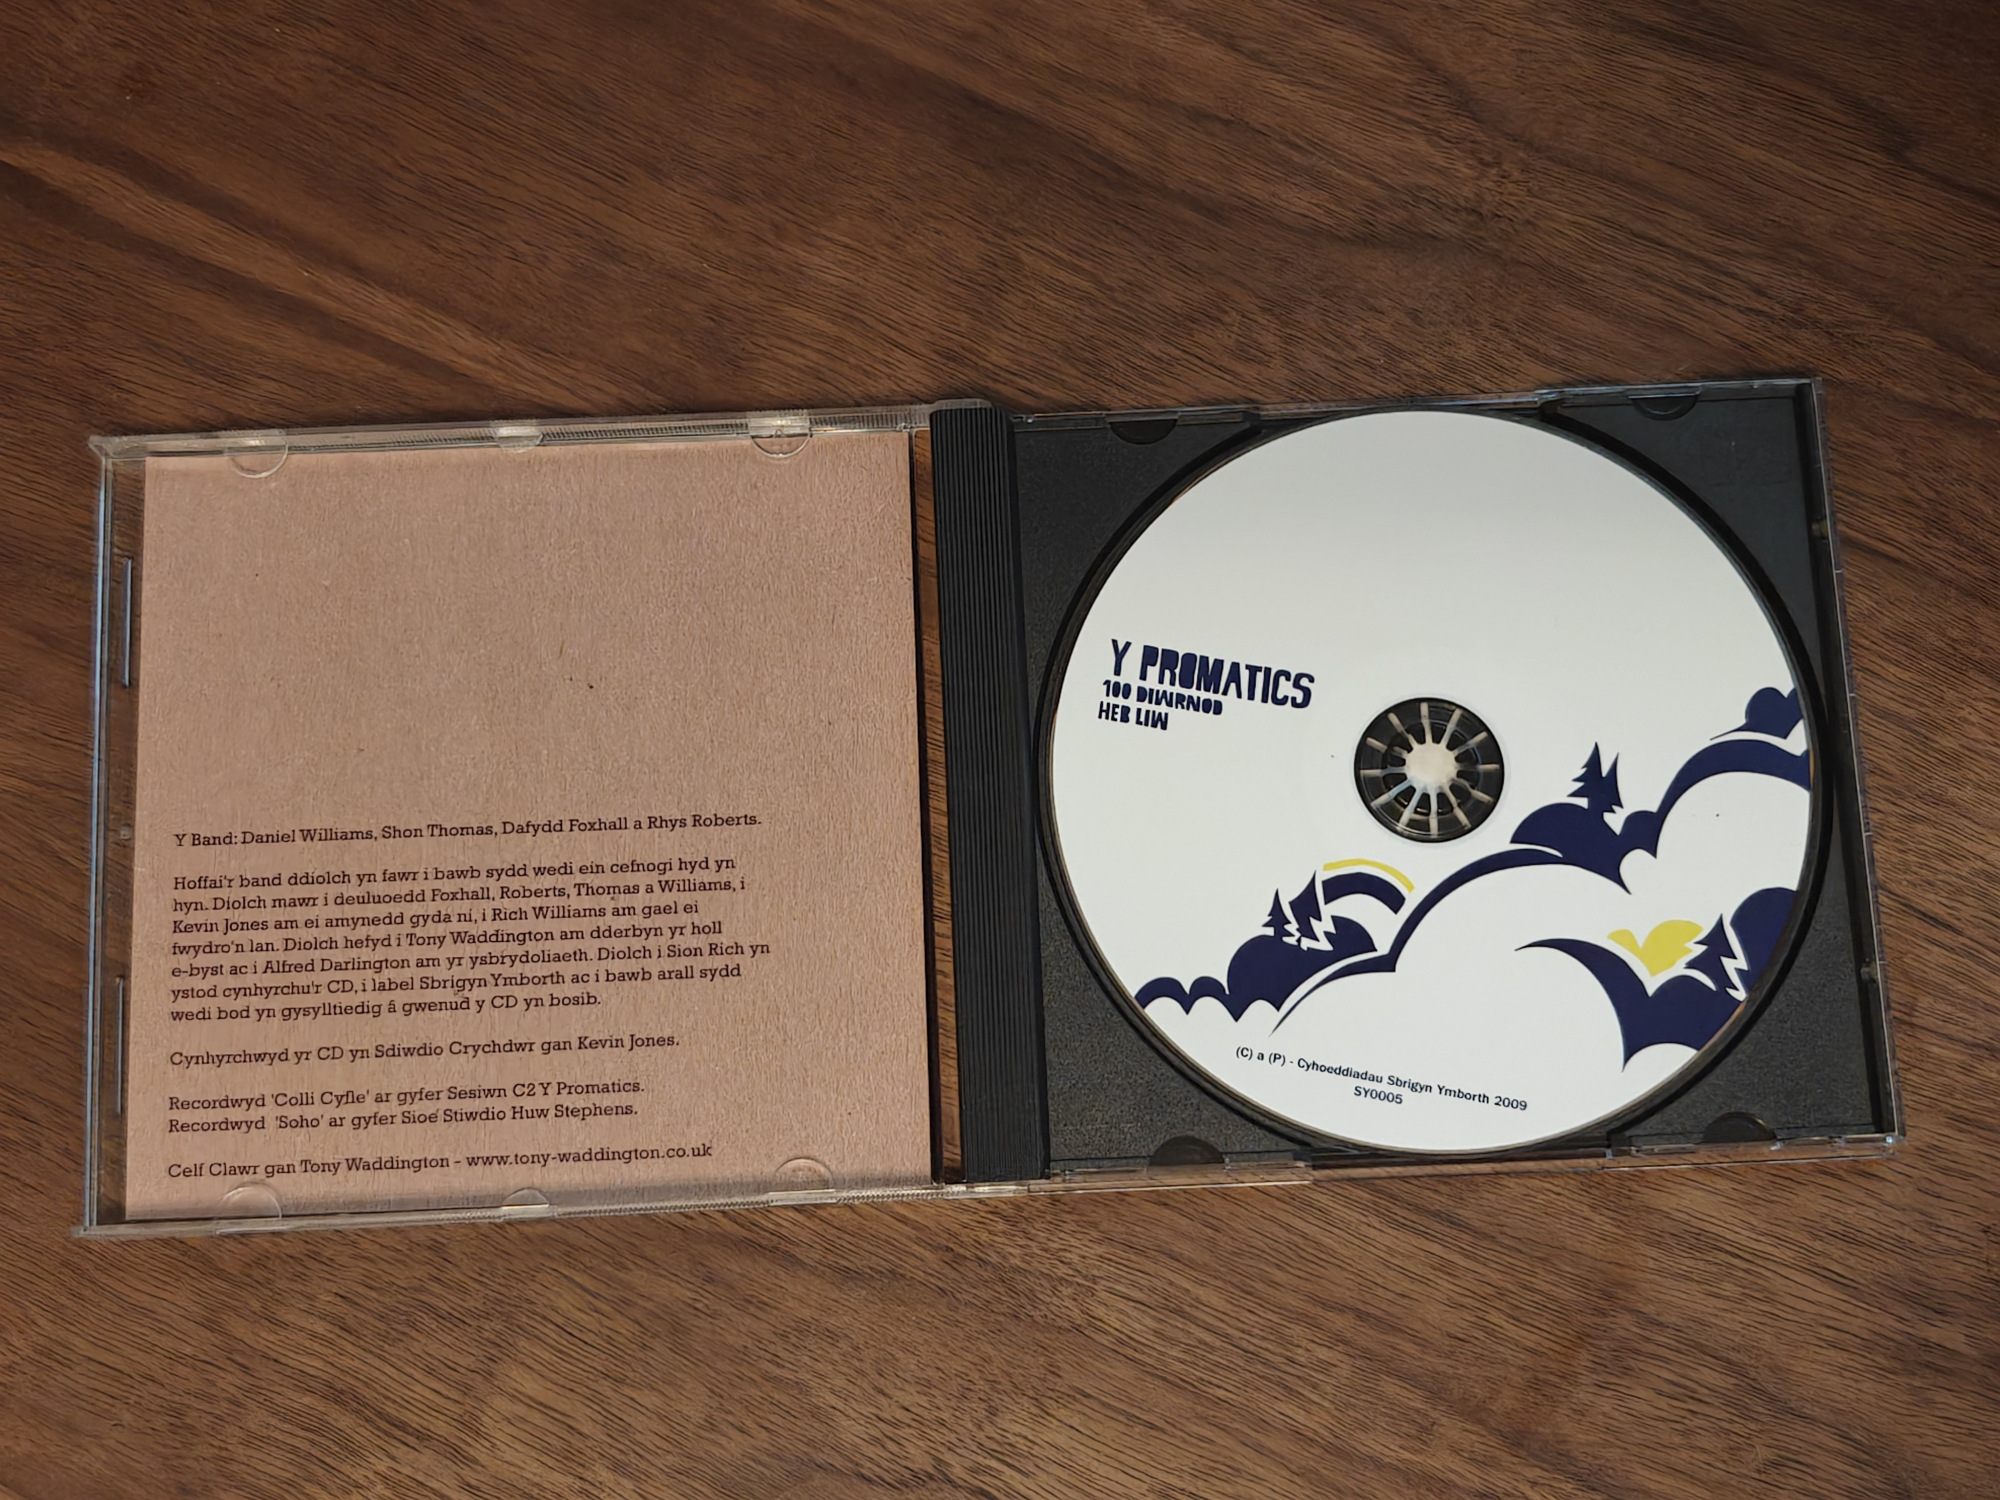 Y Band: Daniel Williams, Shon Thomas, Dafydd Foxhall a Rhys Roberts.
Hoffai'r band ddiolch yn fawr i bawb sydd wedi ein cefnogi hyd yn
hyn. Diolch mawr i deuluoedd Foxhall, Roberts, Thomas a Williams, i
Kevin Jones am ei amynedd gyda ni, i Rich Williams am gael ei
fwydro'n lan. Diolch hefyd i Tony Waddington am dderbyn yr holl
e-byst ac i Alfred Darlington am yr ysbrydoliaeth. Diolch i Sion Rich yn
ystod cynhyrchu'r CD, i label Sbrigyn Ymborth ac i bawb arall sydd
wedi bod yn gysylltiedig â gwenud y CD yn bosib.
Cynhyrchwyd yr CD yn Sdiwdio Crychdwr gan Kevin Jones.
Recordwyd 'Colli Cyfle' ar gyfer Sesiwn C2 Y Promatics.
Recordwyd 'Soho' ar gyfer Sioe Stiwdio Huw Stephens.
Celf Clawr gan Tony Waddington - www.tony-waddington.co.uk
Y PROMATICS
100 DIWRNOD
HEB LIW
(C) a (P) - Cyhoeddiadau Sbrigyn Ymborth 2009
SY0005